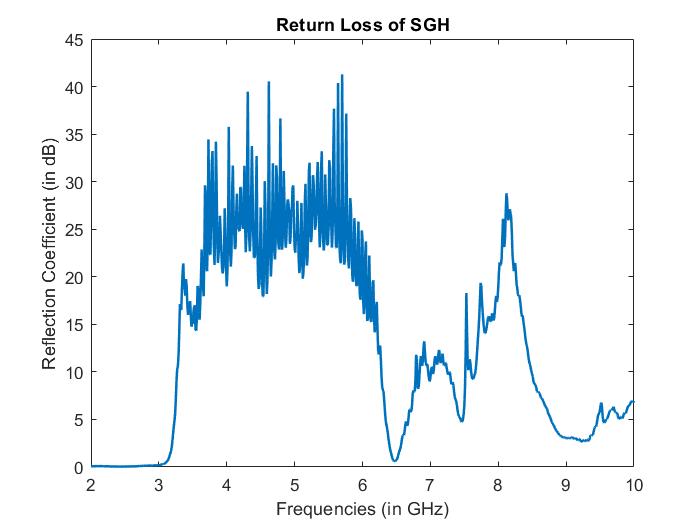 Return Loss of SGH
45
40
35
30
25
20
15
10
5
0
Reflection Coefficient (in dB)
2 3 4 5 6 7 8 9 10
Frequencies (in GHz)